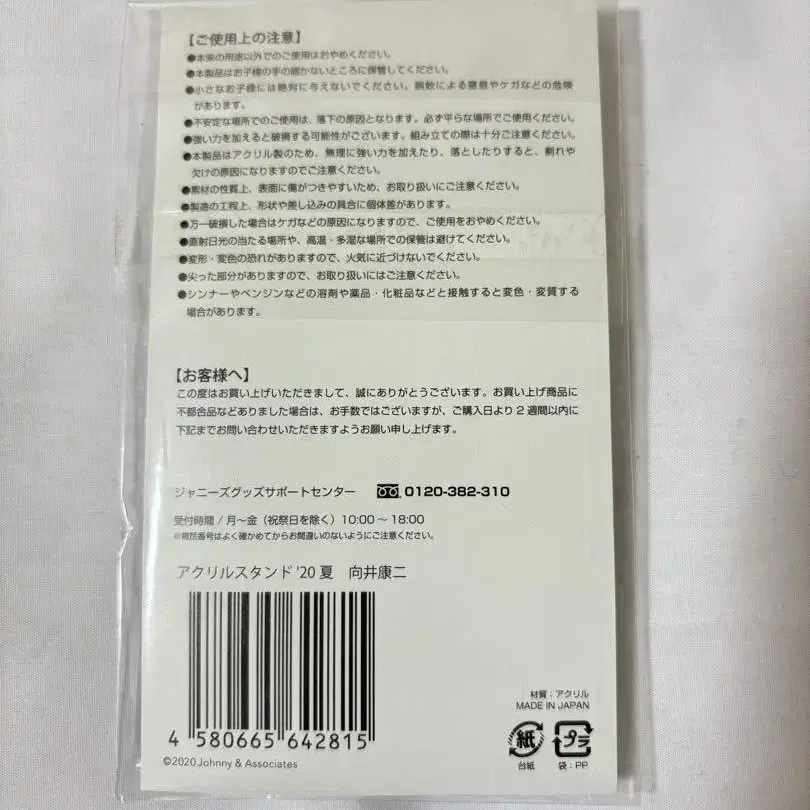 【ご使用上の注意】
●本来の用途以外でのご使用はおやめください。
●本製品はお子様の手の届かないところに保管してください。
●小さなお子様には絶対に与えないでください。誤飲による窒息やケガなどの危険
があります。
●不安定な場所でのご使用は、落下の原因となります。必ず平らな場所でご使用ください。
●強い力を加えると破損する可能性がございます。組み立ての際は十分ご注意ください。
●本製品はアクリル製のため、無理に強い力を加えたり、落としたりすると、割れや
欠けの原因になりますのでご注意ください。
●素材の性質上、表面に傷がつきやすいため、お取り扱いにご注意ください。
●製造の工程上、形状や差し込みの具合に個体差があります。
●万一破損した場合はケガなどの原因になりますので、ご使用をおやめください。
●直射日光の当たる場所や、高温・多湿な場所での保管は避けてください。
●変形・変色の恐れがありますので、火気に近づけないでください。
●尖った部分がありますので、お取り扱いにはご注意ください。
●シンナーやベンジンなどの溶剤や薬品・化粧品などと接触すると変色・変質する
場合があります。
【お客様へ】
この度はお買い上げいただきまして、誠にありがとうございます。お買い上げ商品に
不都合品などありました場合は、お手数ではございますが、ご購入日より2週間以内に
下記までお問い合わせいただきますようお願い申し上げます。
ジャニーズグッズサポートセンター 0120-382-310
受付時間/月〜金（祝祭日を除く）10:00〜18:00
※電話番号はよく確かめてからお間違いのないようにご注意ください。
アクリルスタンド '20 夏 向井康二
4 580665 642815
©2020 Johnny & Associates
材質：アクリル
MADE IN JAPAN
紙 プラ
台紙 袋：PP